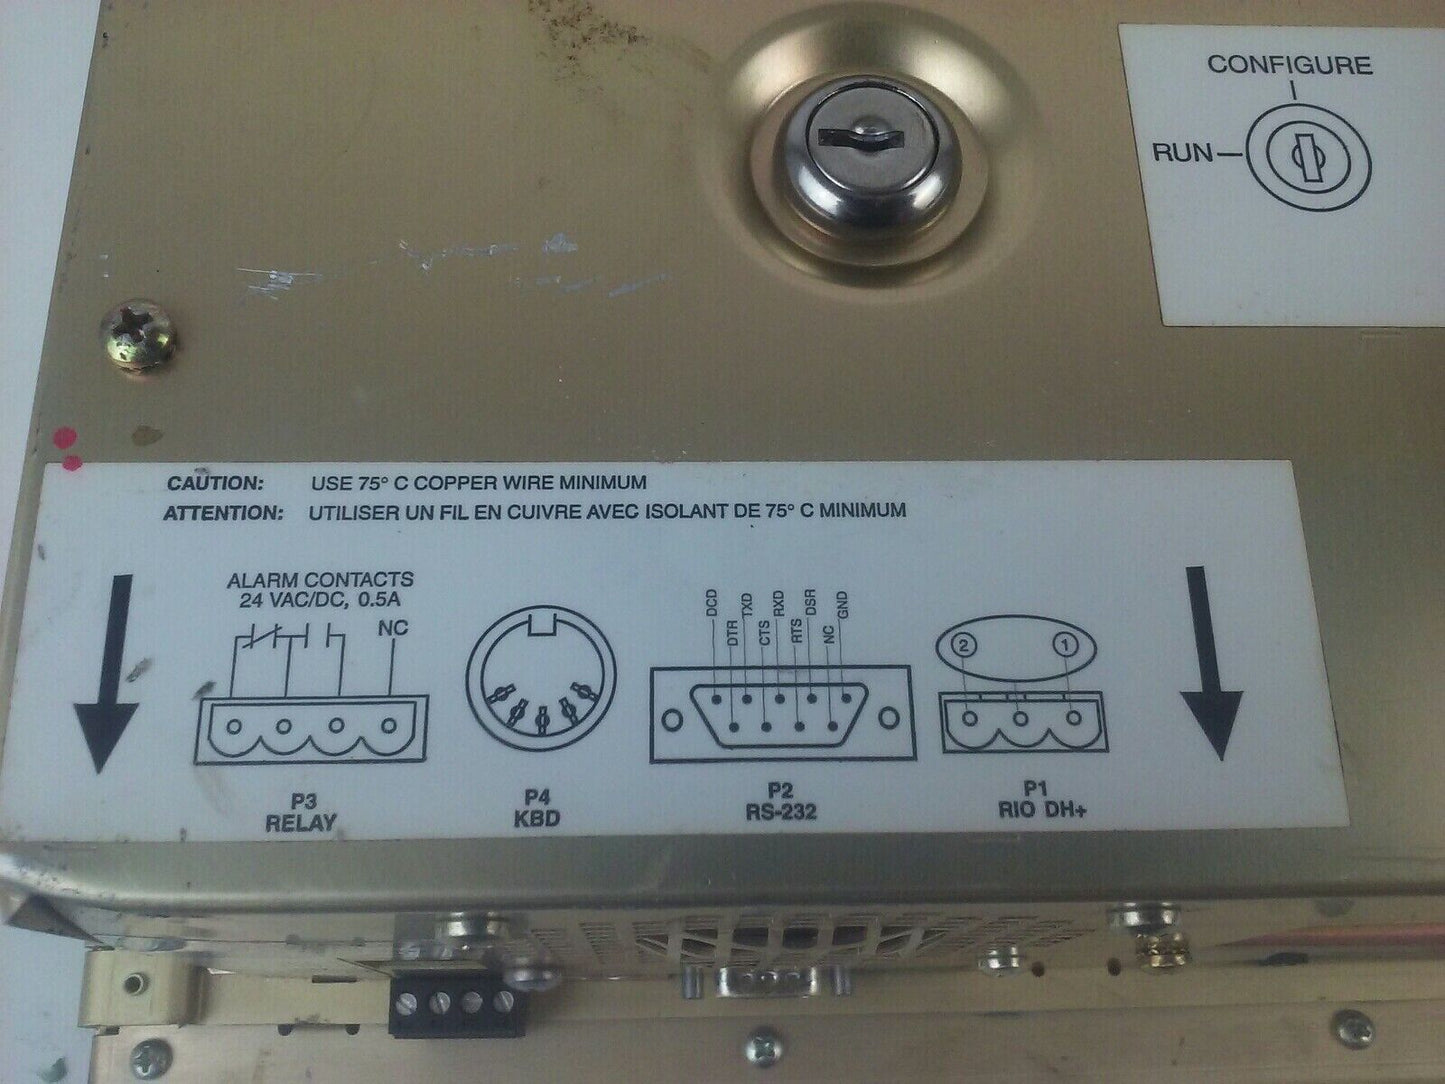 CONFIGURE
RUN
CAUTION: USE 75° C COPPER WIRE MINIMUM
ATTENTION: UTILISER UN FIL EN CUIVRE AVEC ISOLANT DE 75° C MINIMUM
ALARM CONTACTS
24 VAC/DC, 0.5A
NC
DCD
DTR
TXD
CTS
RXD
RTS
DSR
NC
GND
2 1
P3
RELAY
P4
KBD
P2
RS-232
P1
RIO DH+